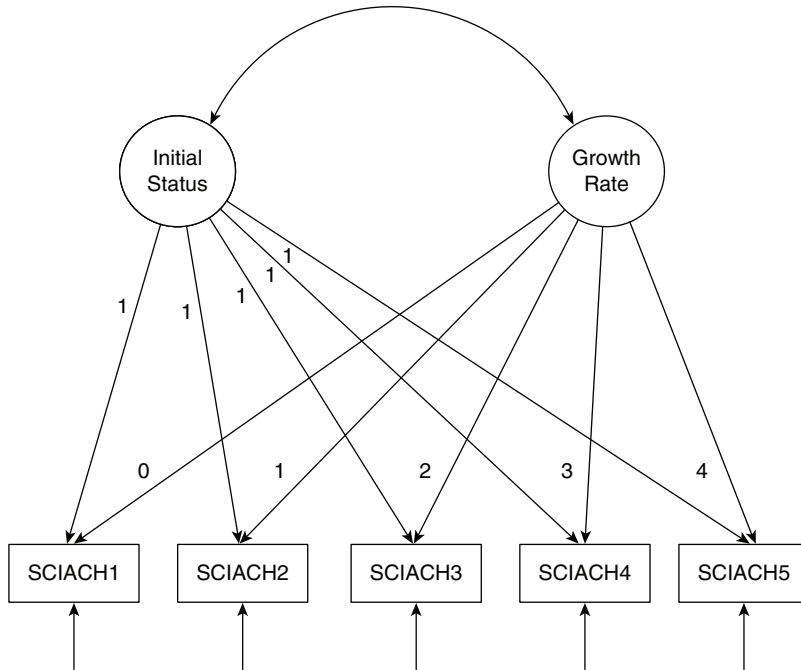 Initial
Status
Growth
Rate
1
1
1
1
1
0
1
2
3
4
SCIACH1
SCIACH2
SCIACH3
SCIACH4
SCIACH5